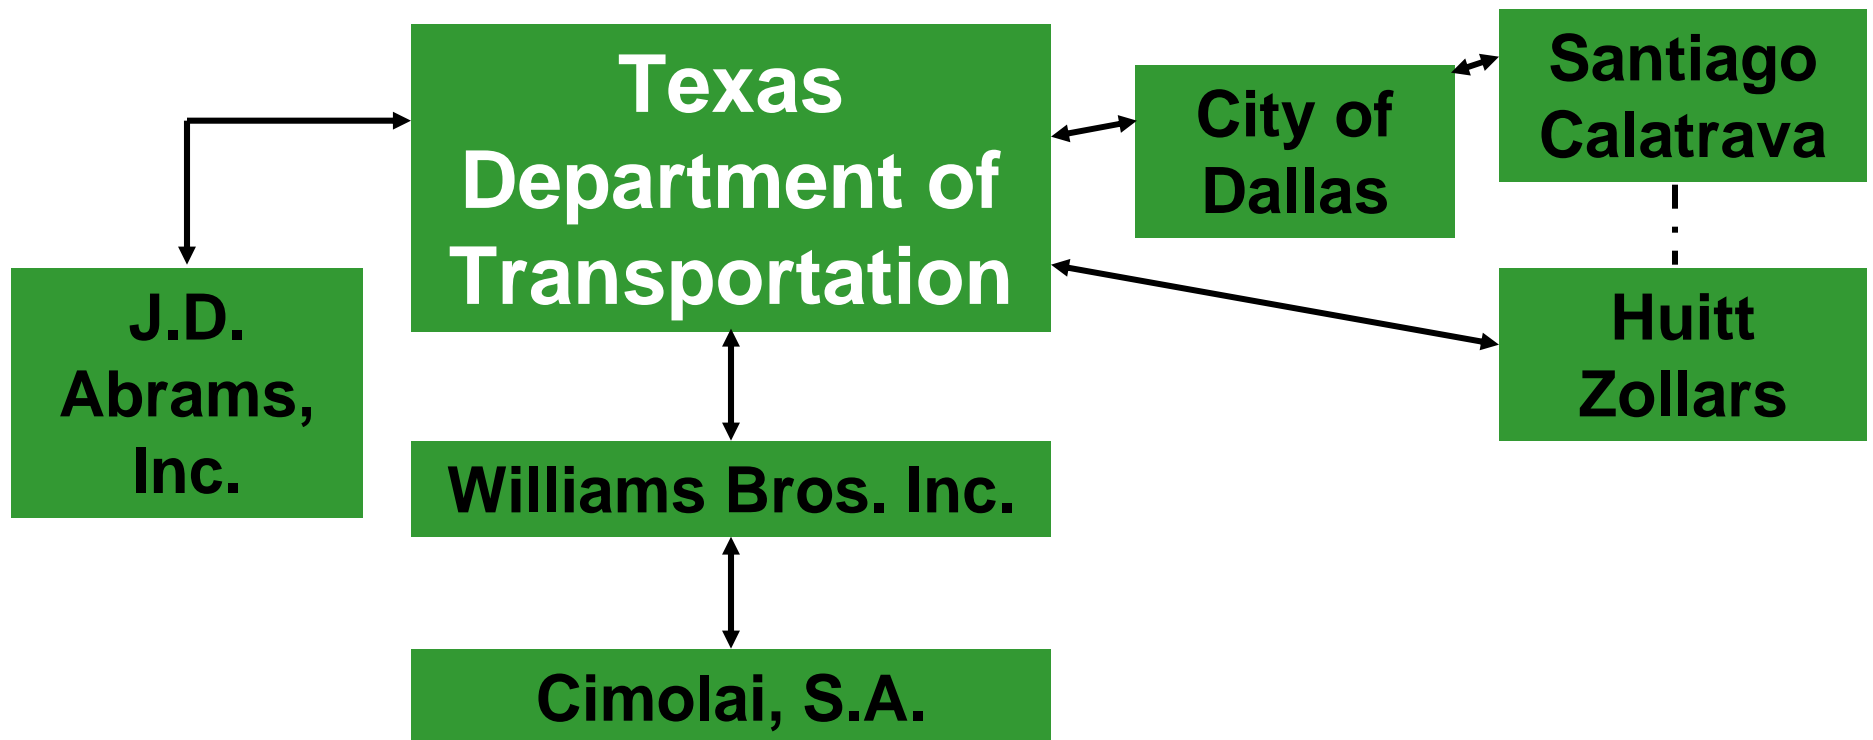 Texas
Department of
Transportation
City of
Dallas
Santiago
Calatrava
J.D.
Abrams,
Inc.
Huitt
Zollars
Williams Bros. Inc.
Cimolai, S.A.